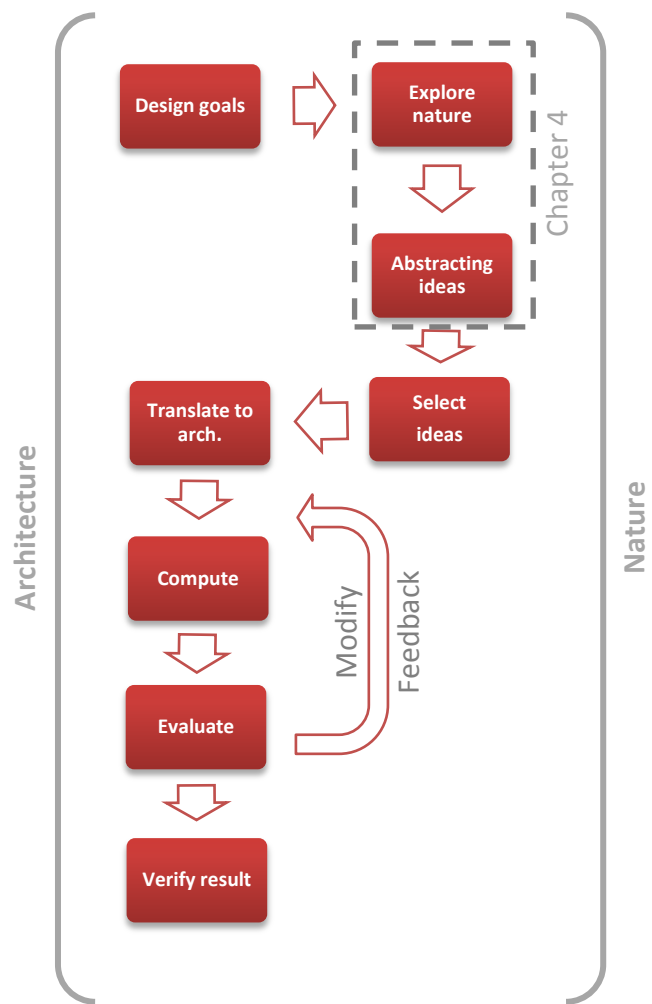 Design goals
Explore
nature
Chapter 4
Abstracting
ideas
Select
ideas
Translate to
arch.
Architecture
Nature
Compute
Modify
Feedback
Evaluate
Verify result